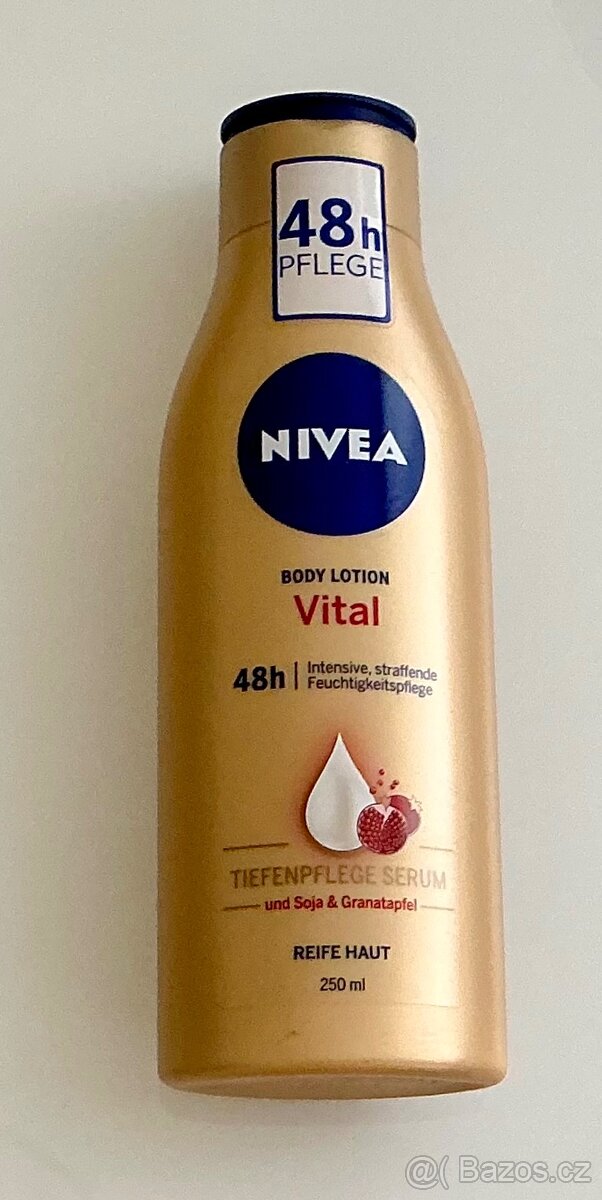 48h
PFLEGE
NIVEA
BODY LOTION
Vital
48h | Intensive, straffende
Feuchtigkeitspflege
TIEFENPFLEGE SERUM
und Soja & Granatapfel
REIFE HAUT
250 ml
@( Bazos.cz